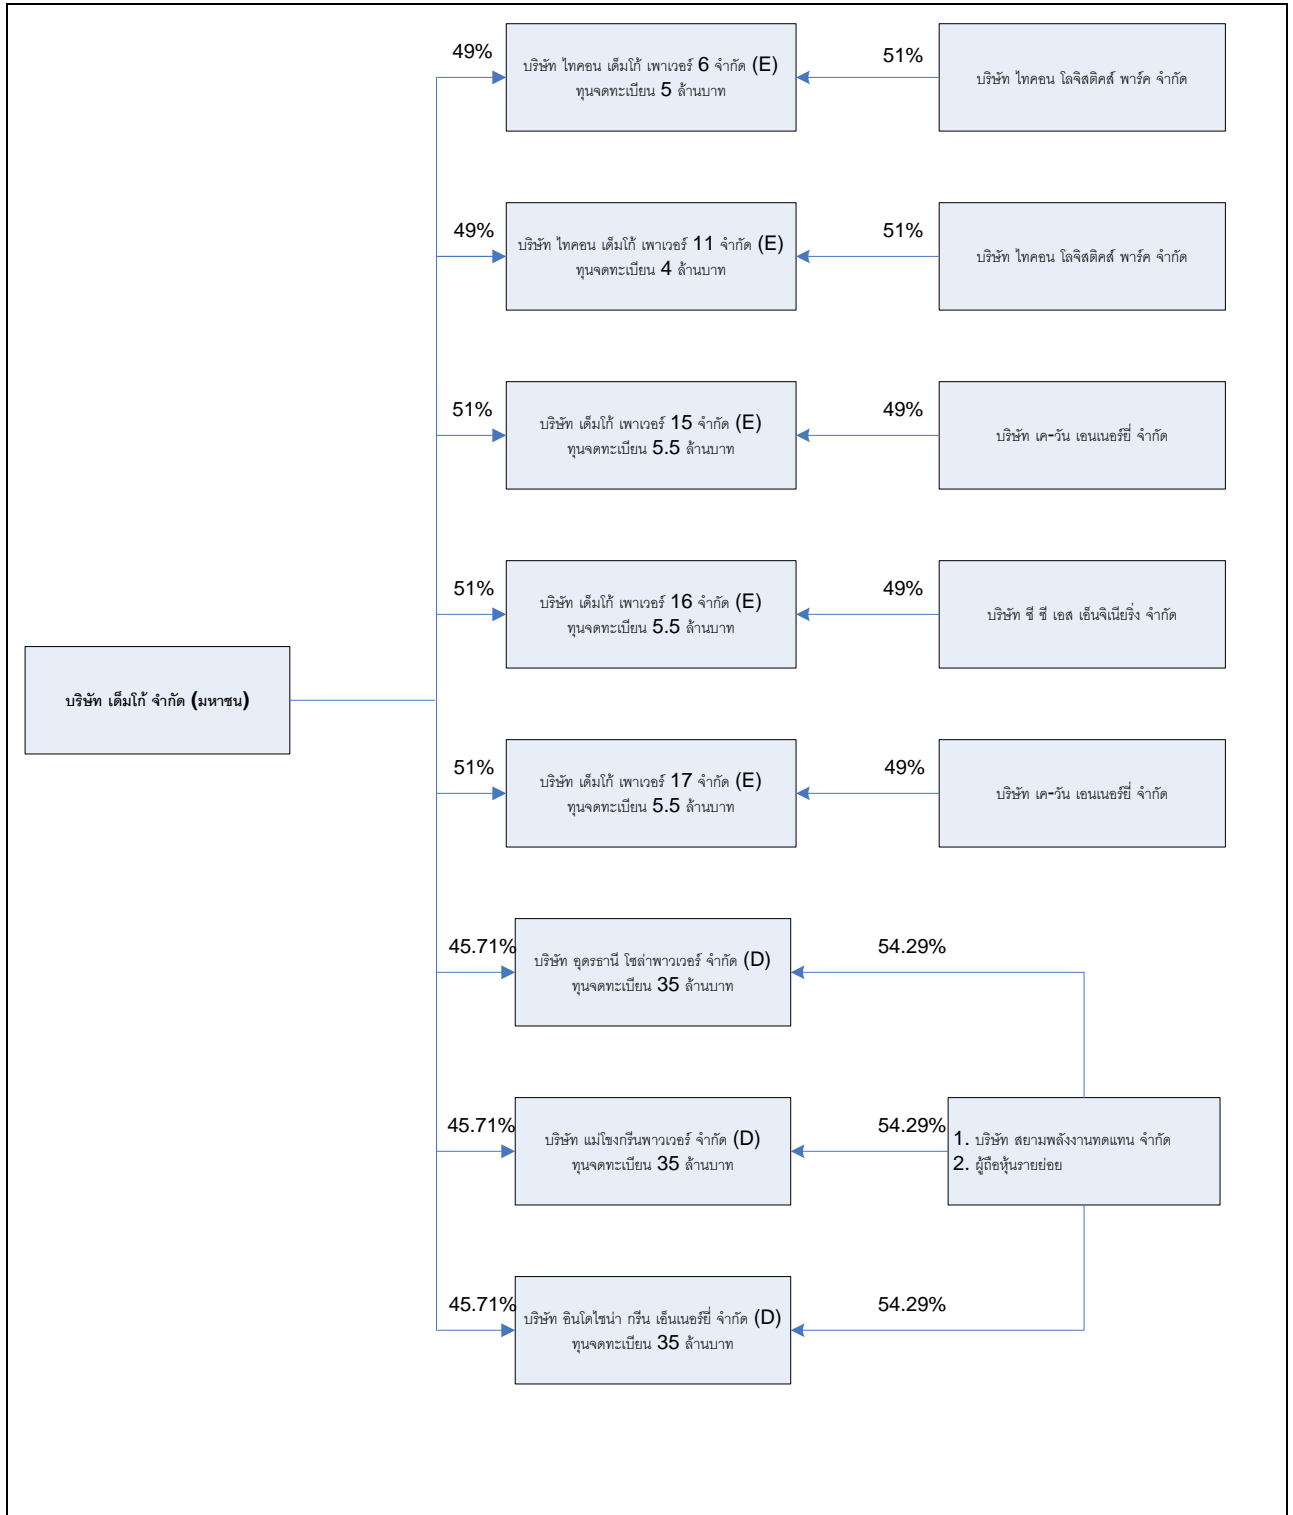 49%
บริษัท ไทคอน เด็มโก้ เพาเวอร์ 6 จำกัด (E)
ทุนจดทะเบียน 5 ล้านบาท
51%
บริษัท ไทคอน โลจิสติคส์ พาร์ค จำกัด
49%
บริษัท ไทคอน เด็มโก้ เพาเวอร์ 11 จำกัด (E)
ทุนจดทะเบียน 4 ล้านบาท
51%
บริษัท ไทคอน โลจิสติคส์ พาร์ค จำกัด
51%
บริษัท เด็มโก้ เพาเวอร์ 15 จำกัด (E)
ทุนจดทะเบียน 5.5 ล้านบาท
49%
บริษัท เค-วัน เอนเนอร์ยี่ จำกัด
51%
บริษัท เด็มโก้ เพาเวอร์ 16 จำกัด (E)
ทุนจดทะเบียน 5.5 ล้านบาท
49%
บริษัท ซี ซี เอส เอ็นจิเนียริ่ง จำกัด
บริษัท เด็มโก้ จำกัด (มหาชน)
51%
บริษัท เด็มโก้ เพาเวอร์ 17 จำกัด (E)
ทุนจดทะเบียน 5.5 ล้านบาท
49%
บริษัท เค-วัน เอนเนอร์ยี่ จำกัด
45.71%
บริษัท อุดรธานี โซล่าพาวเวอร์ จำกัด (D)
ทุนจดทะเบียน 35 ล้านบาท
54.29%
45.71%
บริษัท แม่โขงกรีนพาวเวอร์ จำกัด (D)
ทุนจดทะเบียน 35 ล้านบาท
54.29%
1. บริษัท สยามพลังงานทดแทน จำกัด
2. ผู้ถือหุ้นรายย่อย
45.71%
บริษัท อินโดไชน่า กรีน เอ็นเนอร์ยี่ จำกัด (D)
ทุนจดทะเบียน 35 ล้านบาท
54.29%